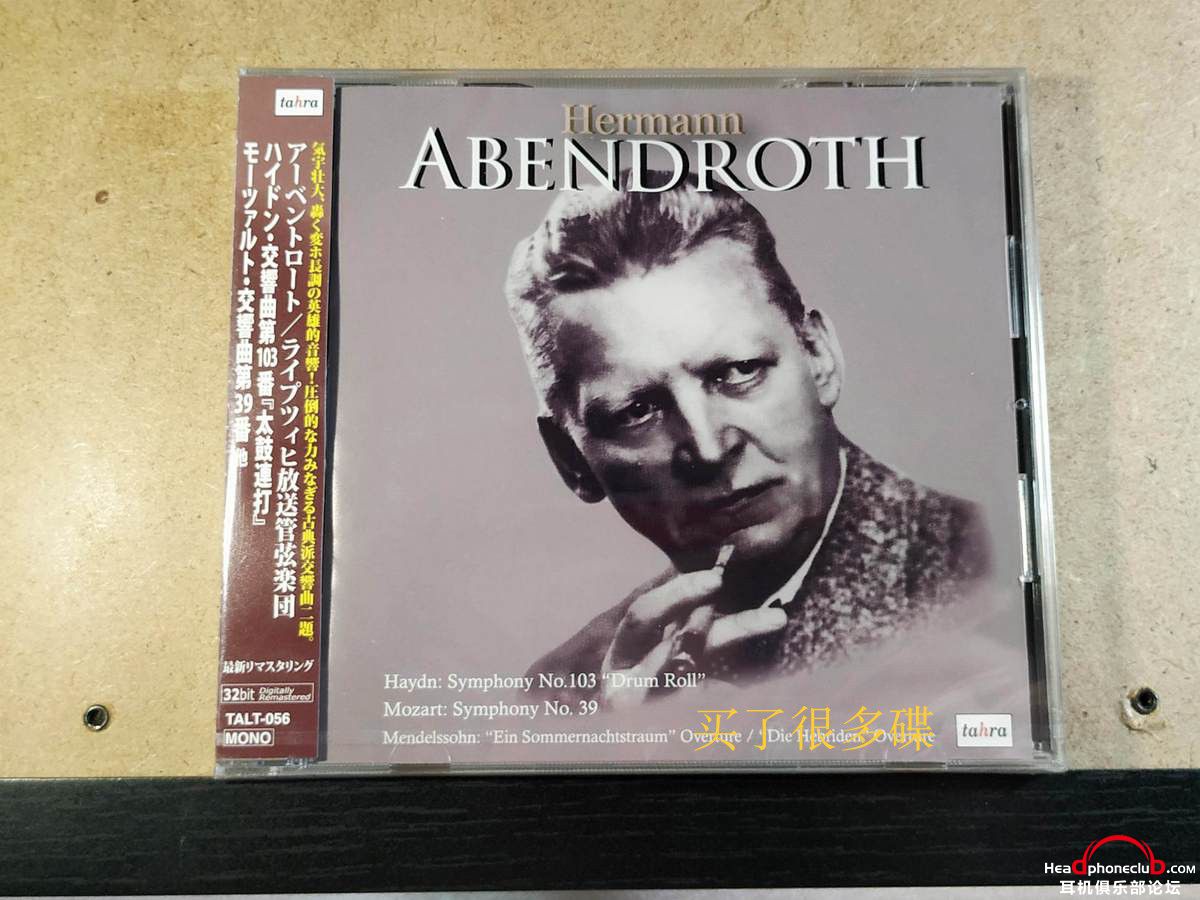 tahra
気宇壮大、轟く変ホ長調の英雄的音響！圧倒的な力みなぎる古典派交響曲二題。
アーベントロート／ライプツィヒ放送管弦楽団
ハイドン・交響曲第103番『太鼓連打』
モーツァルト・交響曲第39番 他
最新リマスタリング
32bit Digitally Remastered
TALT-056
MONO
Hermann
ABENDROTH
Haydn: Symphony No.103 “Drum Roll”
Mozart: Symphony No. 39
Mendelssohn: “Ein Sommernachtstraum” Overture / “Die Hebriden” Overture
买了很多碟
tahra
Headphoneclub.com
耳机俱乐部论坛